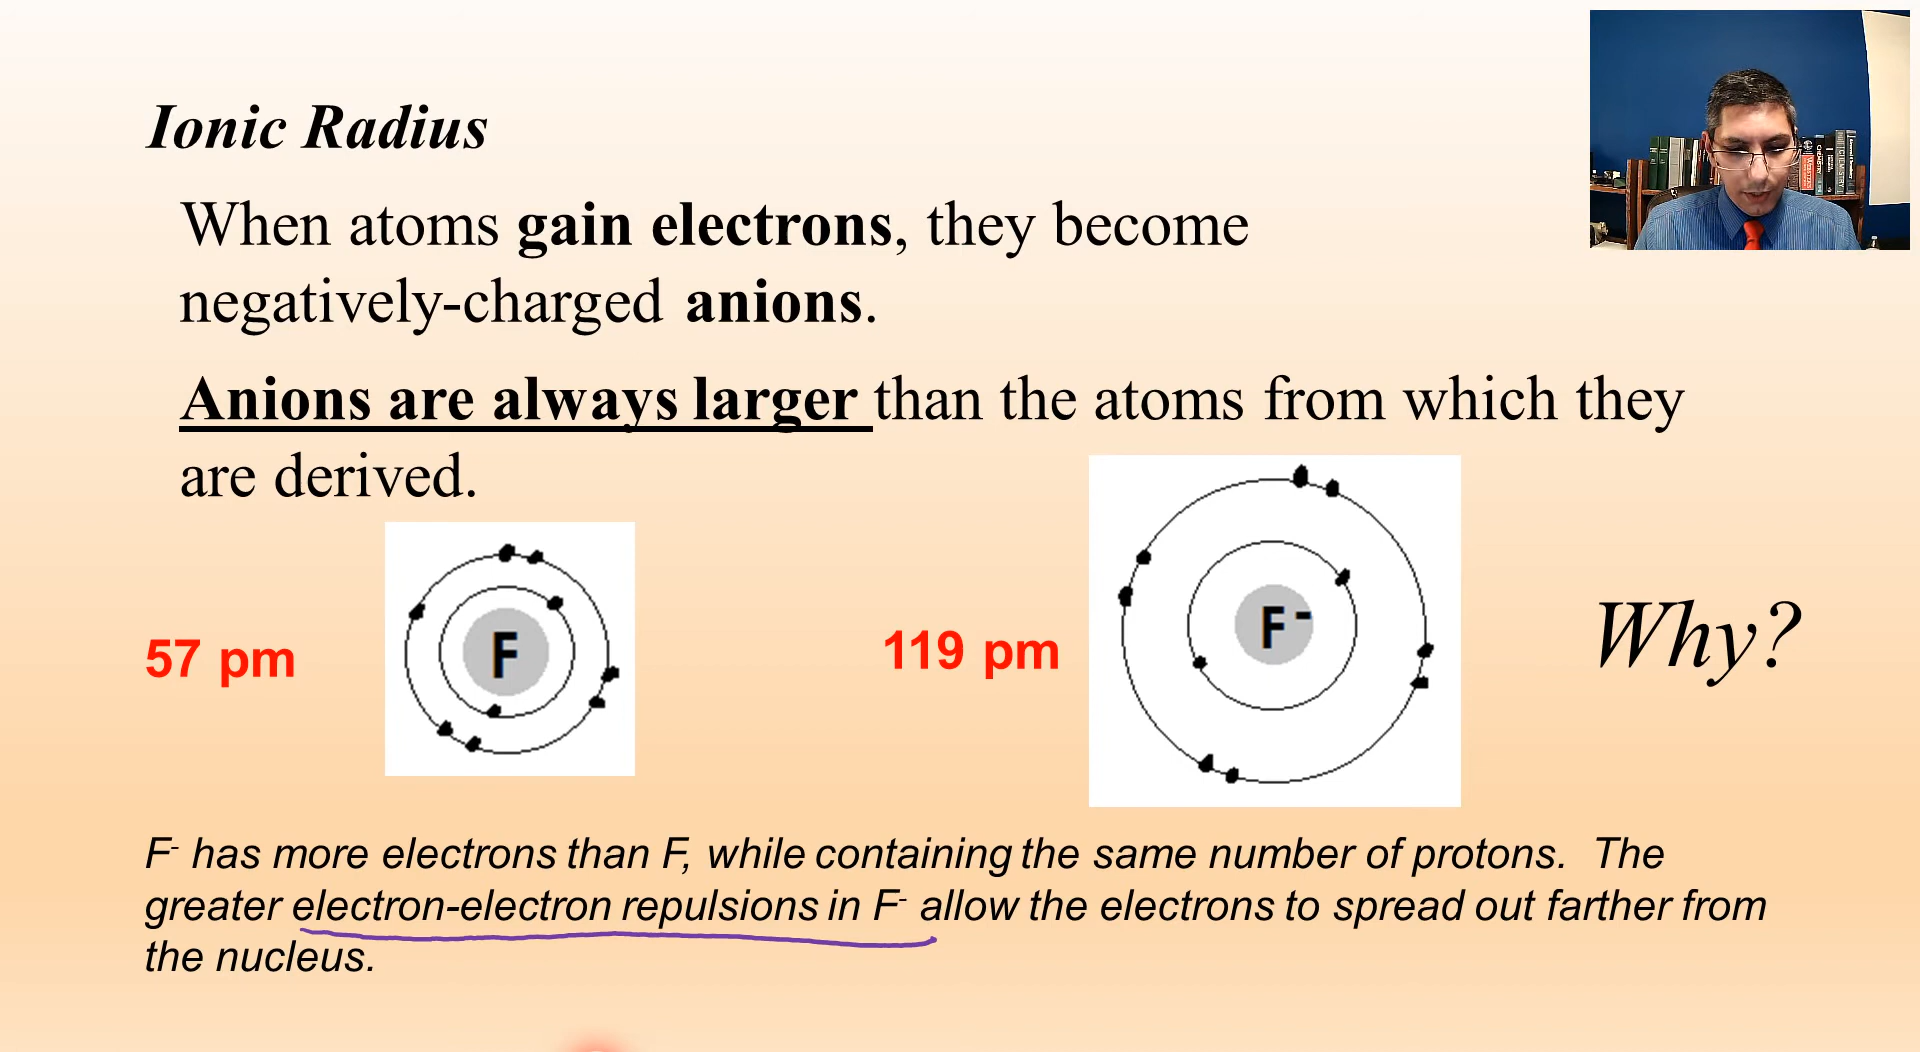 Ionic Radius
When atoms gain electrons, they become
negatively-charged anions.
Anions are always larger than the atoms from which they
are derived.
57 pm
F
119 pm
F⁻
Why?
F⁻ has more electrons than F, while containing the same number of protons. The
greater electron-electron repulsions in F⁻ allow the electrons to spread out farther from
the nucleus.